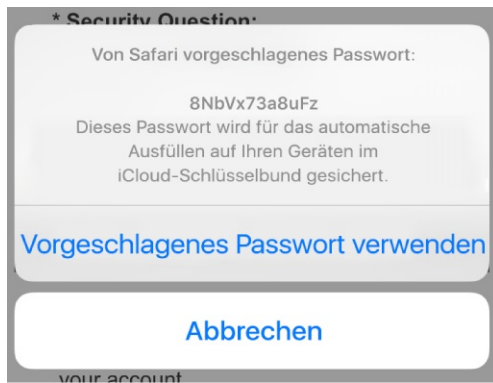 * Security Question:
Von Safari vorgeschlagenes Passwort:
8NbVx73a8uFz
Dieses Passwort wird für das automatische
Ausfüllen auf Ihren Geräten im
iCloud-Schlüsselbund gesichert.
Vorgeschlagenes Passwort verwenden
Abbrechen
your account